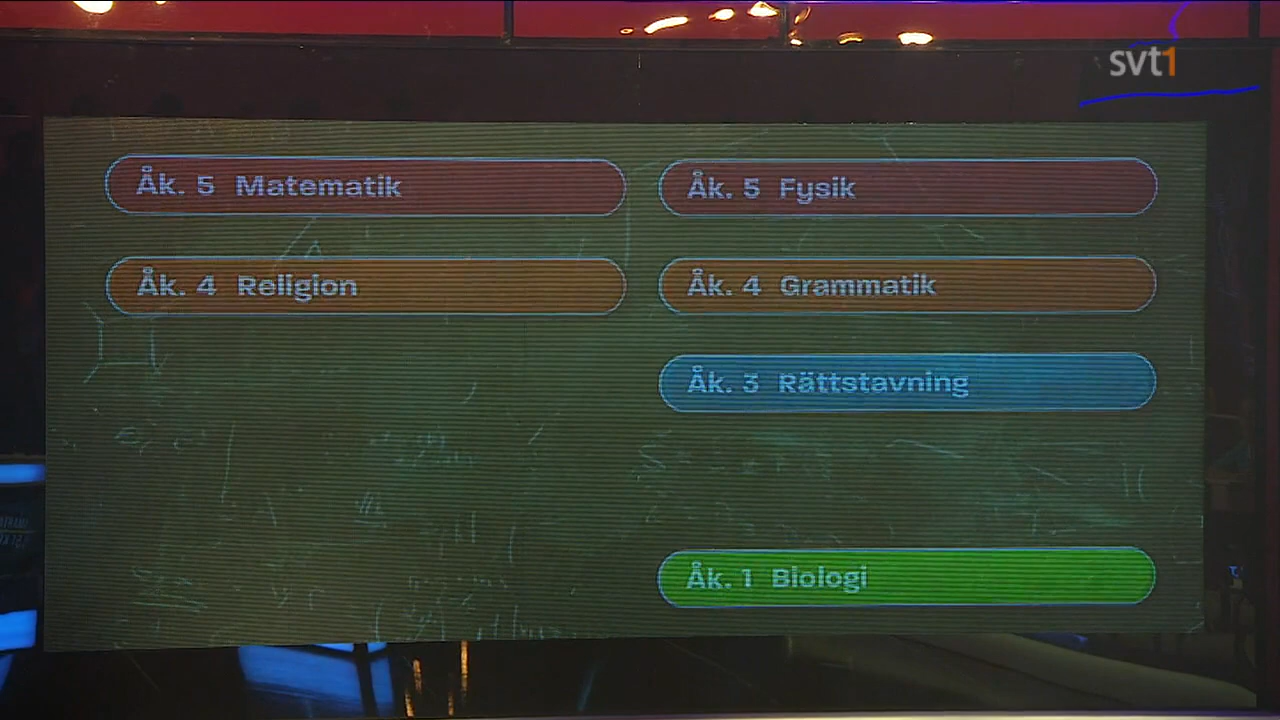 svt1
Åk. 5 Matematik
Åk. 5 Fysik
Åk. 4 Religion
Åk. 4 Grammatik
Åk. 3 Rättstavning
Åk. 1 Biologi